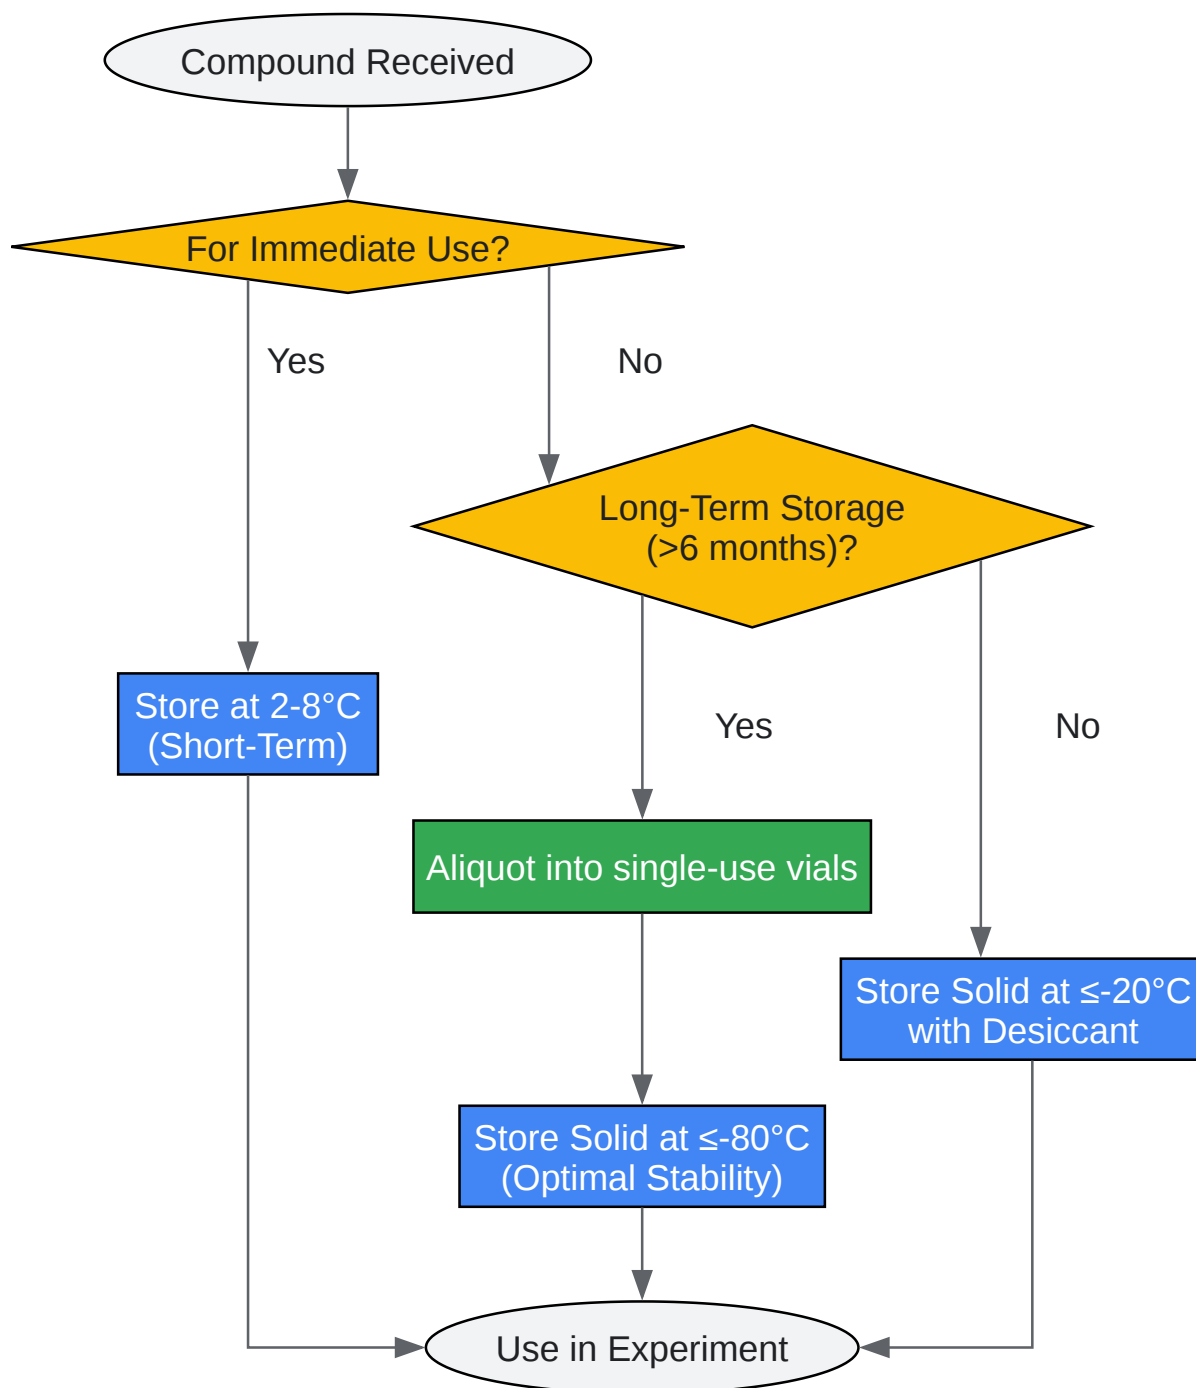 Compound Received
For Immediate Use?
Yes
No
Long-Term Storage
(>6 months)?
Store at 2-8°C
(Short-Term)
Yes
No
Aliquot into single-use vials
Store Solid at ≤-20°C
with Desiccant
Store Solid at ≤-80°C
(Optimal Stability)
Use in Experiment